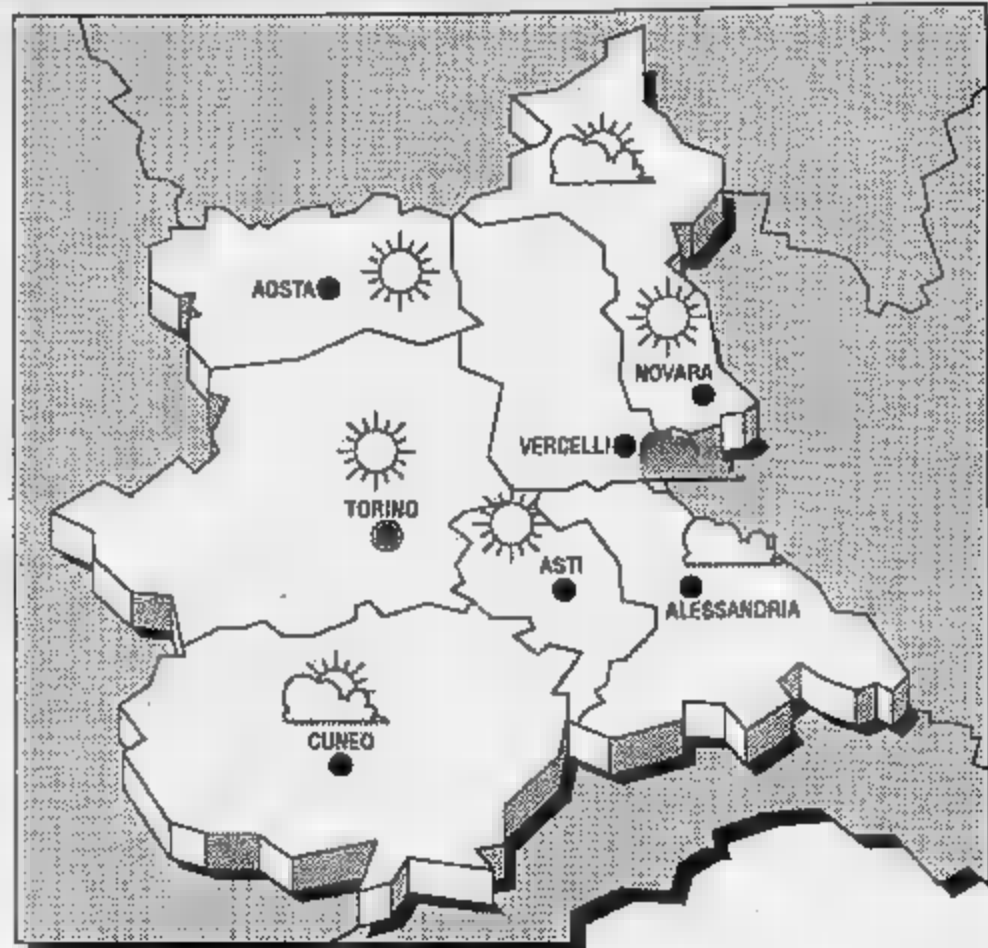 AOSTA
NOVARA
VERCELLI
TORINO
ASTI
ALESSANDRIA
CUNEO